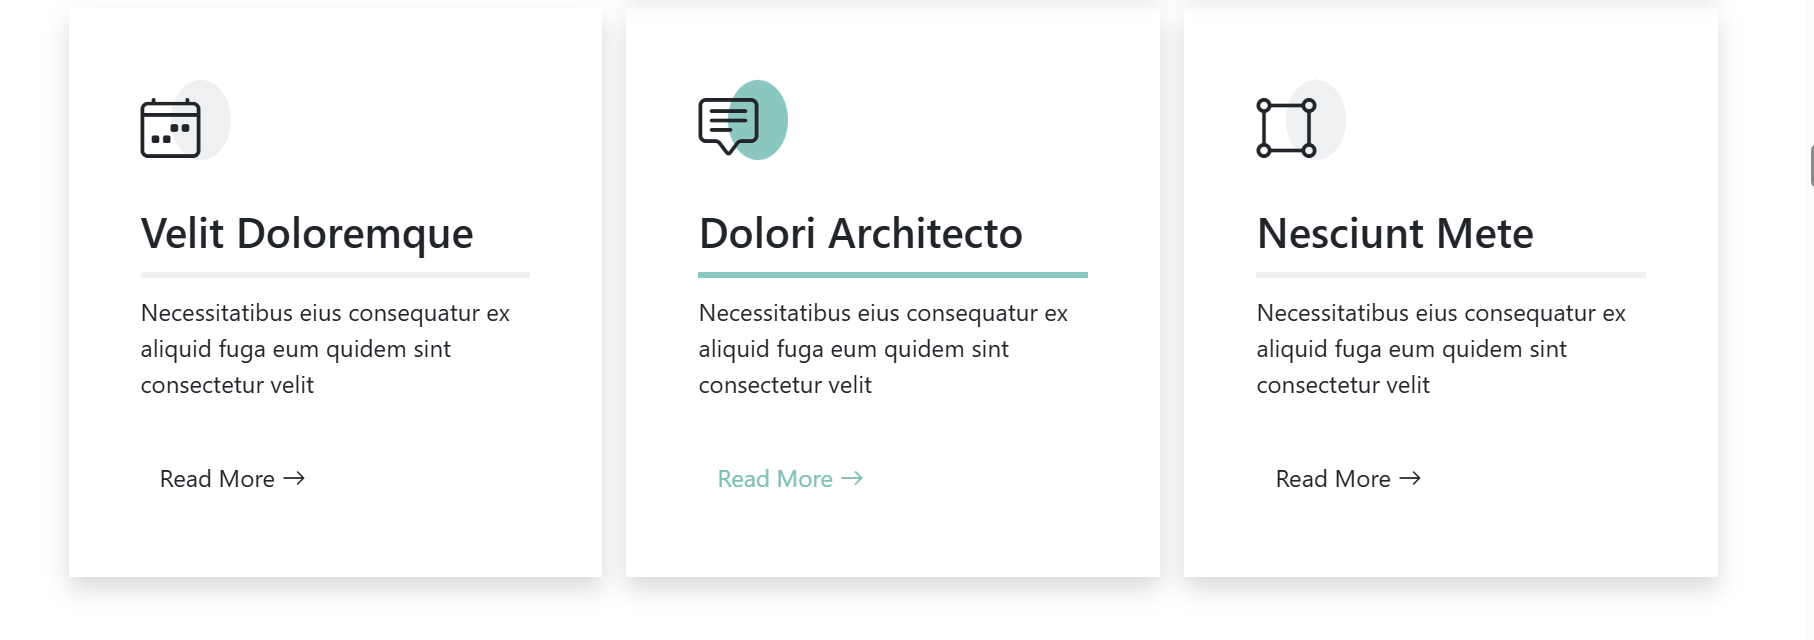 Velit Doloremque
Necessitatibus eius consequatur ex
aliquid fuga eum quidem sint
consectetur velit
Read More →
Dolori Architecto
Necessitatibus eius consequatur ex
aliquid fuga eum quidem sint
consectetur velit
Read More →
Nesciunt Mete
Necessitatibus eius consequatur ex
aliquid fuga eum quidem sint
consectetur velit
Read More →